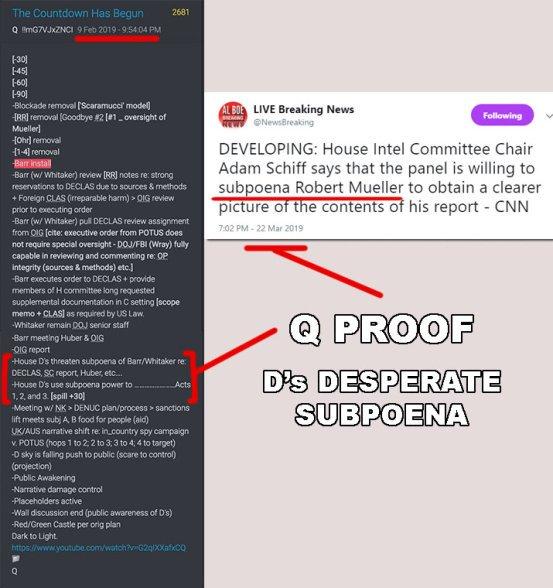 The Countdown Has Begun 2681
Q !!mG7VJxZNCI 9 Feb 2019 - 9:54:04 PM
[-30]
[-45]
[-60]
[-90]
-Blockade removal ['Scaramucci' model]
-[RR] removal [Goodbye #2 [#1 _ oversight of
Mueller]
-[Ohr] removal
-[1-4] removal
-Barr install
-Barr (w/ Whitaker) review [RR] notes re: strong
reservations to DECLAS due to sources & methods
+ Foreign CLAS (irreparable harm) > OIG review
prior to executing order
-Barr (w/ Whitaker) pull DECLAS review assignment
from OIG [cite: executive order from POTUS does
not require special oversight - DOJ/FBI (Wray) fully
capable in reviewing and commenting re: OP
integrity (sources & methods) etc.]
-Barr executes order to DECLAS + provide
members of H committee long requested
supplemental documentation in C setting [scope
memo + CLAS] as required by US Law.
-Whitaker remain DOJ senior staff
-Barr meeting Huber & OIG
-OIG report
-House D's threaten subpoena of Barr/Whitaker re:
DECLAS, SC report, Huber, etc....
-House D's use subpoena power to ......................Acts
1, 2, and 3. [spill +30]
-Meeting w/ NK > DENUC plan/process > sanctions
lift meets subj A, B food for people (aid)
UK/AUS narrative shift re: in_country spy campaign
v. POTUS (hops 1 to 2; 2 to 3; 3 to 4; 4 to target)
-D sky is falling push to public (scare to control)
(projection)
-Public Awakening
-Narrative damage control
-Placeholders active
-Wall discussion end (public awareness of D's)
-Red/Green Castle per orig plan
Dark to Light.
https://www.youtube.com/watch?v=G2qIXXafxCQ
Q
AL BOE
BREAKING
NEWS
LIVE Breaking News
@NewsBreaking
Following
DEVELOPING: House Intel Committee Chair
Adam Schiff says that the panel is willing to
subpoena Robert Mueller to obtain a clearer
picture of the contents of his report - CNN
7:02 PM - 22 Mar 2019
Q PROOF
D's DESPERATE
SUBPOENA